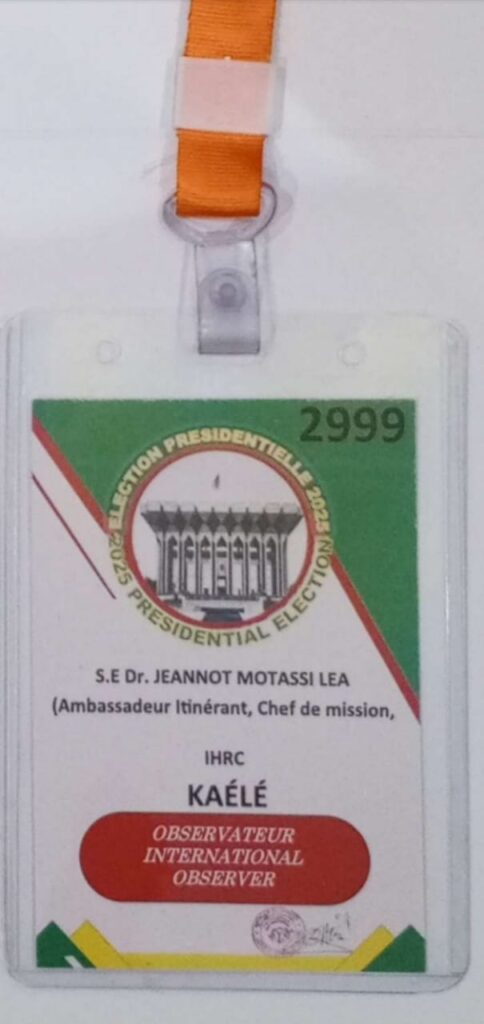 2999
ELECTION PRESIDENTIELLE 2025
2025 PRESIDENTIAL ELECTION
S.E Dr. JEANNOT MOTASSI LEA
(Ambassadeur Itinérant, Chef de mission,
IHRC
KAÉLÉ
OBSERVATEUR
INTERNATIONAL
OBSERVER